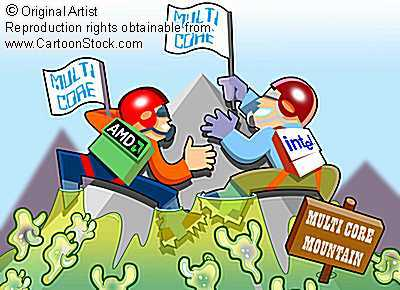 © Original Artist
Reproduction rights obtainable from
www.CartoonStock.com
MULTI
CORE
MULTI
CORE
AMD
intel
MULTI CORE
MOUNTAIN